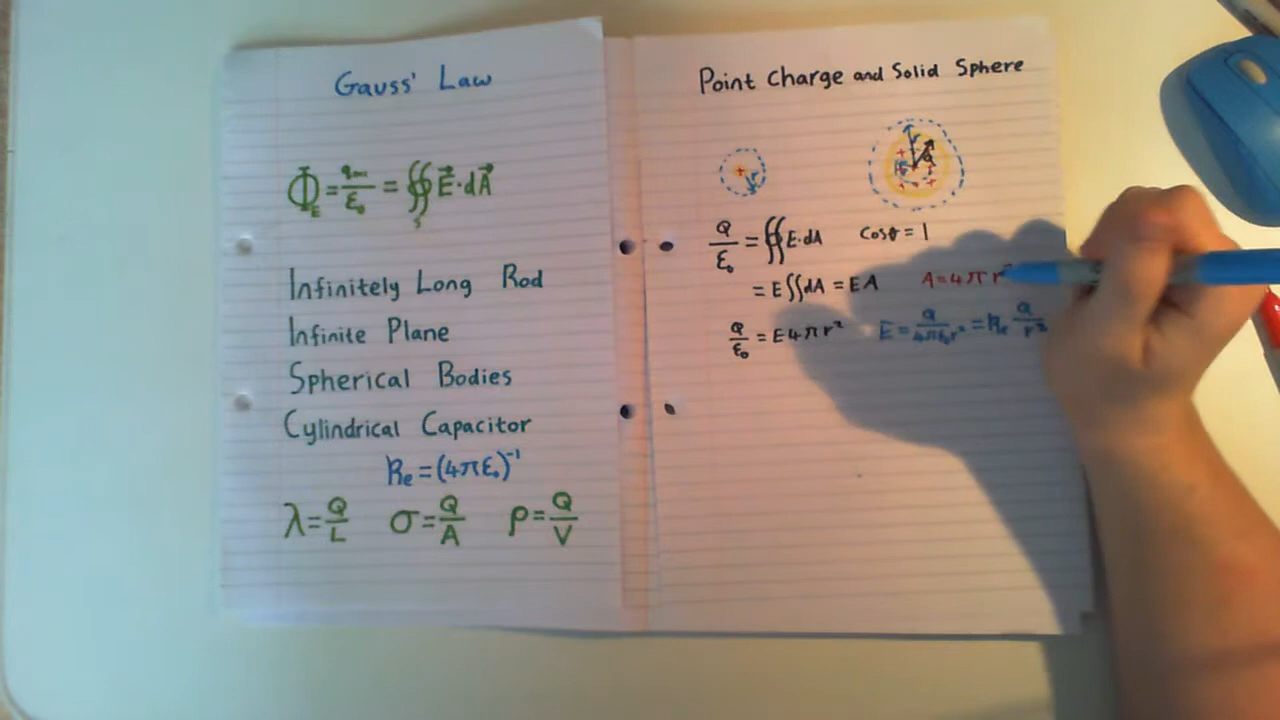 Gauss' Law
Φ_E = q_enc/ε₀ = ∯_S E⃗·dA⃗
Infinitely Long Rod
Infinite Plane
Spherical Bodies
Cylindrical Capacitor
k_e = (4πε₀)⁻¹
λ = Q/L σ = Q/A ρ = Q/V
Point Charge and Solid Sphere
Q/ε₀ = ∯ E·dA cosθ = 1
= E∬dA = EA A = 4πr²
Q/ε₀ = E4πr² E = Q/4πε₀r² = k_e Q/r²